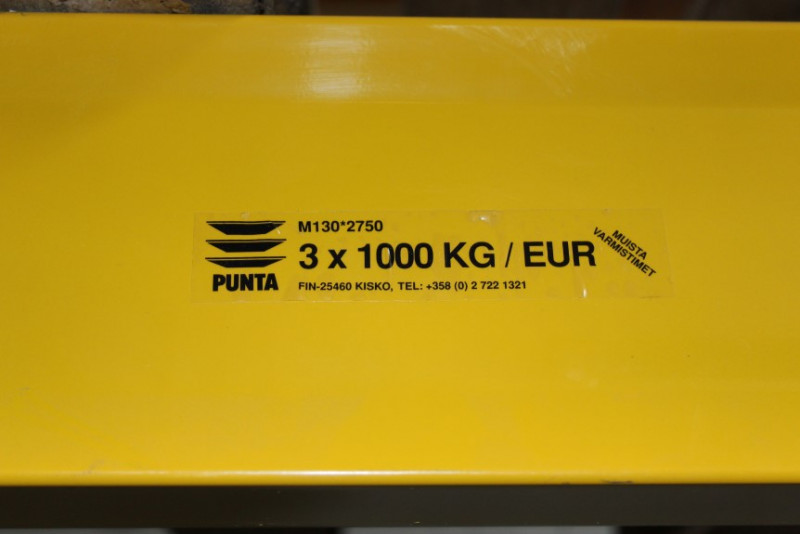 M130*2750
3 x 1000 KG / EUR
MUISTA
VARMISTIMET
PUNTA
FIN-25460 KISKO, TEL: +358 (0) 2 722 1321